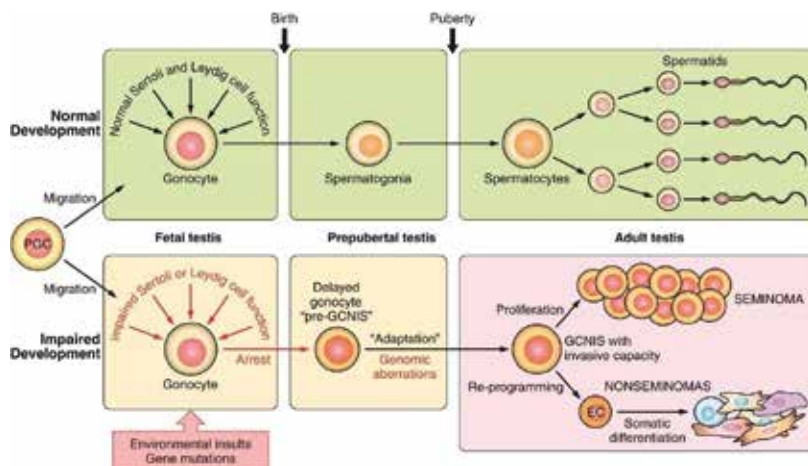 Birth
Puberty
Normal Sertoli and Leydig cell function
Spermatids
Normal
Development
Gonocyte
Spermatogonia
Spermatocytes
Migration
PGC
Fetal testis
Prepubertal testis
Adult testis
Migration
Impaired Sertoli or Leydig cell function
Delayed
gonocyte
"pre-GCNIS"
Proliferation
SEMINOMA
"Adaptation"
GCNIS with
invasive capacity
Impaired
Development
Arrest
Genomic
aberrations
Gonocyte
Re-programming
NONSEMINOMAS
EC
Somatic
differentiation
Environmental insults
Gene mutations